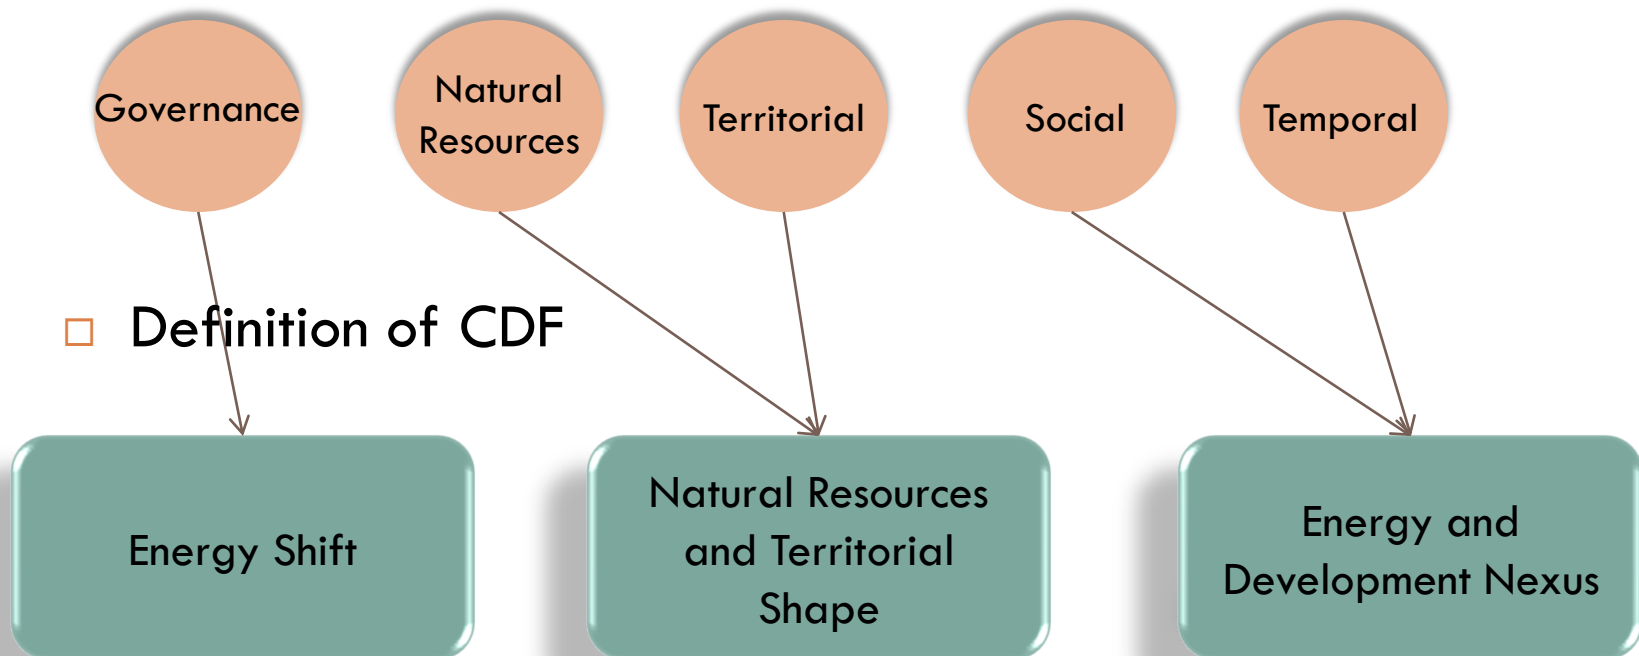 Governance
Natural
Resources
Territorial
Social
Temporal
Definition of CDF
Energy Shift
Natural Resources
and Territorial
Shape
Energy and
Development Nexus